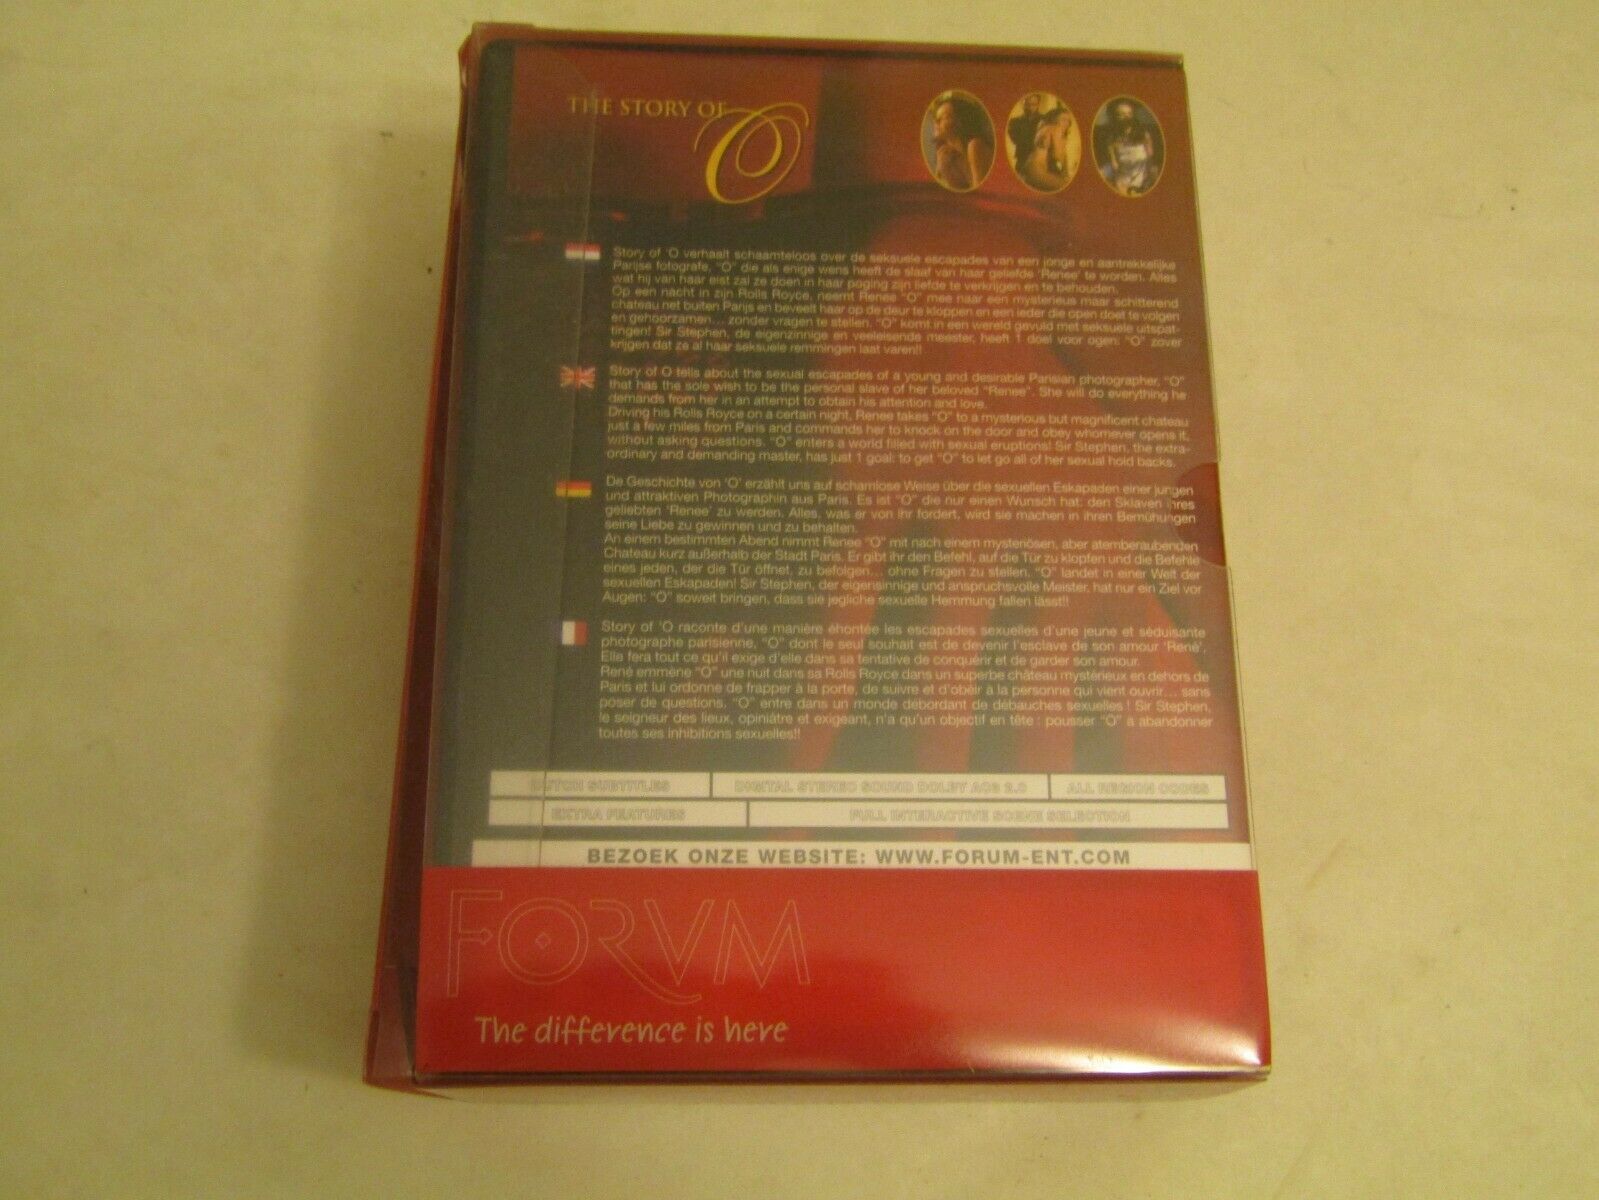 THE STORY OF O
Story of 'O verhaalt schaamteloos over de seksuele escapades van een jonge en aantrekkelijke
Parijse fotografe, "O" die als enige wens heeft de slaaf van haar geliefde 'Renee' te worden. Alles
wat hij van haar eist zal ze doen in haar poging zijn liefde te verkrijgen en te behouden.
Op een nacht in zijn Rolls Royce, neemt Renee "O" mee naar een mysterieus maar schitterend
chateau net buiten Parijs en beveelt haar op de deur te kloppen en een ieder die open doet te volgen
en gehoorzamen... zonder vragen te stellen. "O" komt in een wereld gevuld met seksuele uitspat-
tingen! Sir Stephen, de eigenzinnige en veeleisende meester, heeft 1 doel voor ogen: "O" zover
krijgen dat ze al haar seksuele remmingen laat varen!!
Story of O tells about the sexual escapades of a young and desirable Parisian photographer, "O"
that has the sole wish to be the personal slave of her beloved "Renee". She will do everything he
demands from her in an attempt to obtain his attention and love.
Driving his Rolls Royce on a certain night, Renee takes "O" to a mysterious but magnificent chateau
just a few miles from Paris and commands her to knock on the door and obey whomever opens it,
without asking questions. "O" enters a world filled with sexual eruptions! Sir Stephen, the extra-
ordinary and demanding master, has just 1 goal: to get "O" to let go all of her sexual hold backs.
De Geschichte von 'O' erzählt uns auf schamlose Weise über die sexuellen Eskapaden einer jungen
und attraktiven Photographin aus Paris. Es ist "O" die nur einen Wunsch hat: den Sklaven ihres
geliebten 'Renee' zu werden. Alles, was er von ihr fordert, wird sie machen in ihren Bemühungen
seine Liebe zu gewinnen und zu behalten.
An einem bestimmten Abend nimmt Renee "O" mit nach einem mysteriösen, aber atemberaubenden
Chateau kurz außerhalb der Stadt Paris. Er gibt ihr den Befehl, auf die Tür zu klopfen und die Befehle
eines jeden, der die Tür öffnet, zu befolgen... ohne Fragen zu stellen. "O" landet in einer Welt der
sexuellen Eskapaden! Sir Stephen, der eigensinnige und anspruchsvolle Meister, hat nur ein Ziel vor
Augen: "O" soweit bringen, dass sie jegliche sexuelle Hemmung fallen lässt!!
Story of 'O raconte d'une manière éhontée les escapades sexuelles d'une jeune et séduisante
photographe parisienne, "O" dont le seul souhait est de devenir l'esclave de son amour 'René'.
Elle fera tout ce qu'il exige d'elle dans sa tentative de conquérir et de garder son amour.
René emmène "O" une nuit dans sa Rolls Royce dans un superbe château mystérieux en dehors de
Paris et lui ordonne de frapper à la porte, de suivre et d'obéir à la personne qui vient ouvrir... sans
poser de questions. "O" entre dans un monde débordant de débauches sexuelles ! Sir Stephen,
le seigneur des lieux, opiniâtre et exigeant, n'a qu'un objectif en tête : pousser "O" à abandonner
toutes ses inhibitions sexuelles!!
DUTCH SUBTITLES DIGITAL STEREO SOUND DOLBY AC3 2.0 ALL REGION CODES
EXTRA FEATURES FULL INTERACTIVE SCENE SELECTION
BEZOEK ONZE WEBSITE: WWW.FORUM-ENT.COM
FORVM
The difference is here